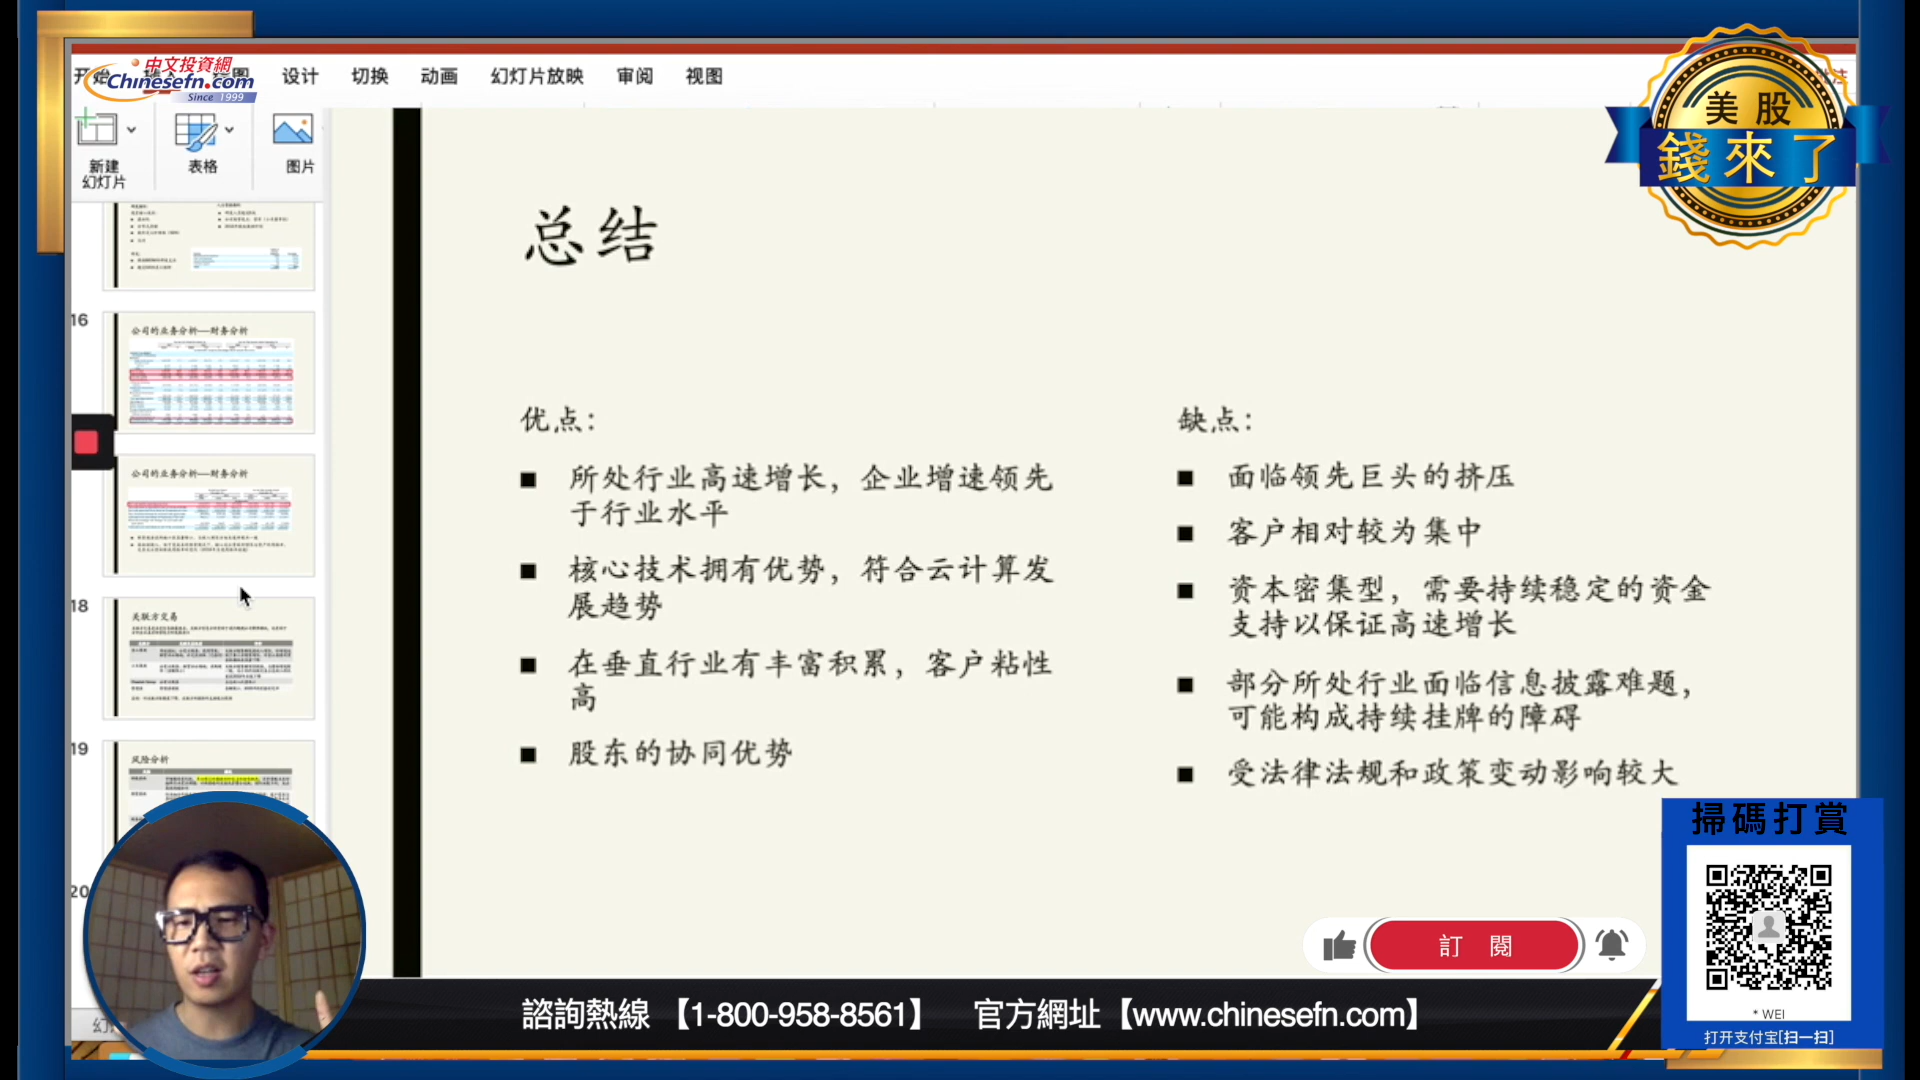 中文投資網
Chinesefn.com
Since 1999
开始
设计
切换
动画
幻灯片放映
审阅
视图
新建
幻灯片
表格
图片
美股
錢來了
16
公司的业务分析—财务分析
公司的业务分析—财务分析
18
关联方交易
19
风险分析
20
总结
优点：
所处行业高速增长，企业增速领先
于行业水平
核心技术拥有优势，符合云计算发
展趋势
在垂直行业有丰富积累，客户粘性
高
股东的协同优势
缺点：
面临领先巨头的挤压
客户相对较为集中
资本密集型，需要持续稳定的资金
支持以保证高速增长
部分所处行业面临信息披露难题，
可能构成持续挂牌的障碍
受法律法规和政策变动影响较大
訂閱
掃碼打賞
* WEI
打开支付宝[扫一扫]
諮詢熱線【1-800-958-8561】 官方網址【www.chinesefn.com】